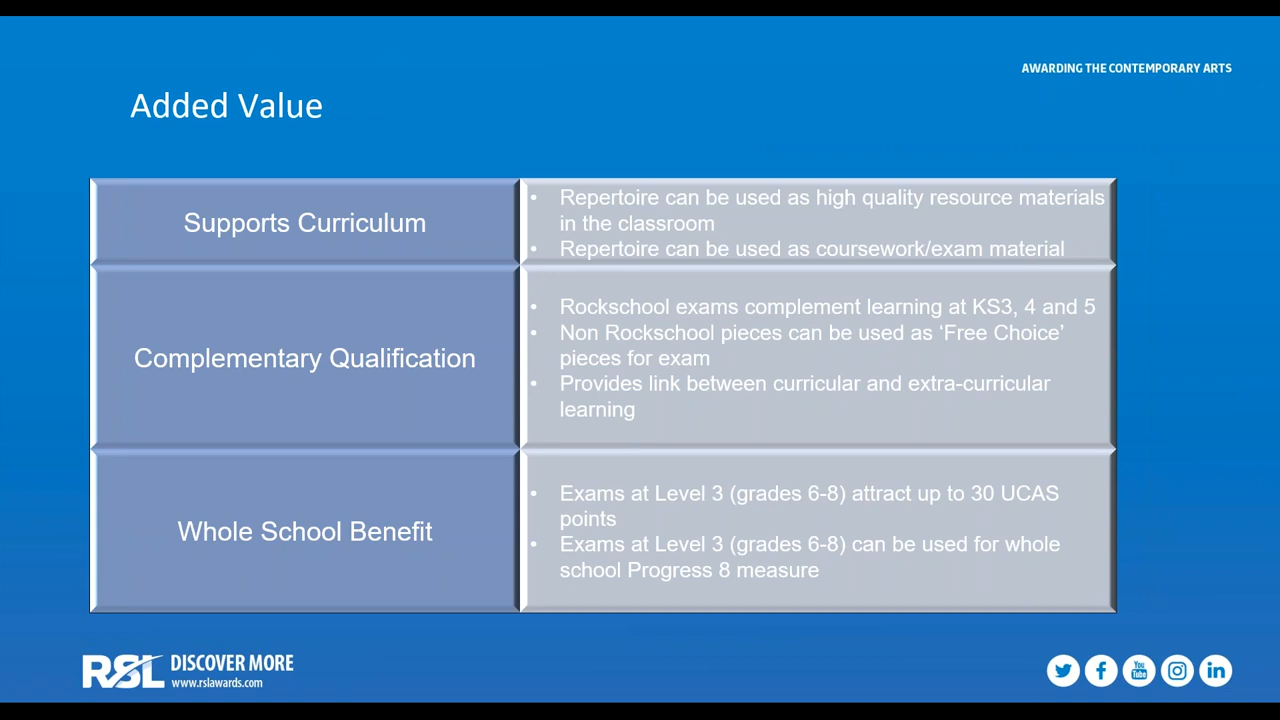 AWARDING THE CONTEMPORARY ARTS
Added Value
Supports Curriculum
• Repertoire can be used as high quality resource materials
in the classroom
• Repertoire can be used as coursework/exam material
Complementary Qualification
• Rockschool exams complement learning at KS3, 4 and 5
• Non Rockschool pieces can be used as ‘Free Choice’
pieces for exam
• Provides link between curricular and extra-curricular
learning
Whole School Benefit
• Exams at Level 3 (grades 6-8) attract up to 30 UCAS
points
• Exams at Level 3 (grades 6-8) can be used for whole
school Progress 8 measure
RSL DISCOVER MORE
www.rslawards.com
You
Tube
in